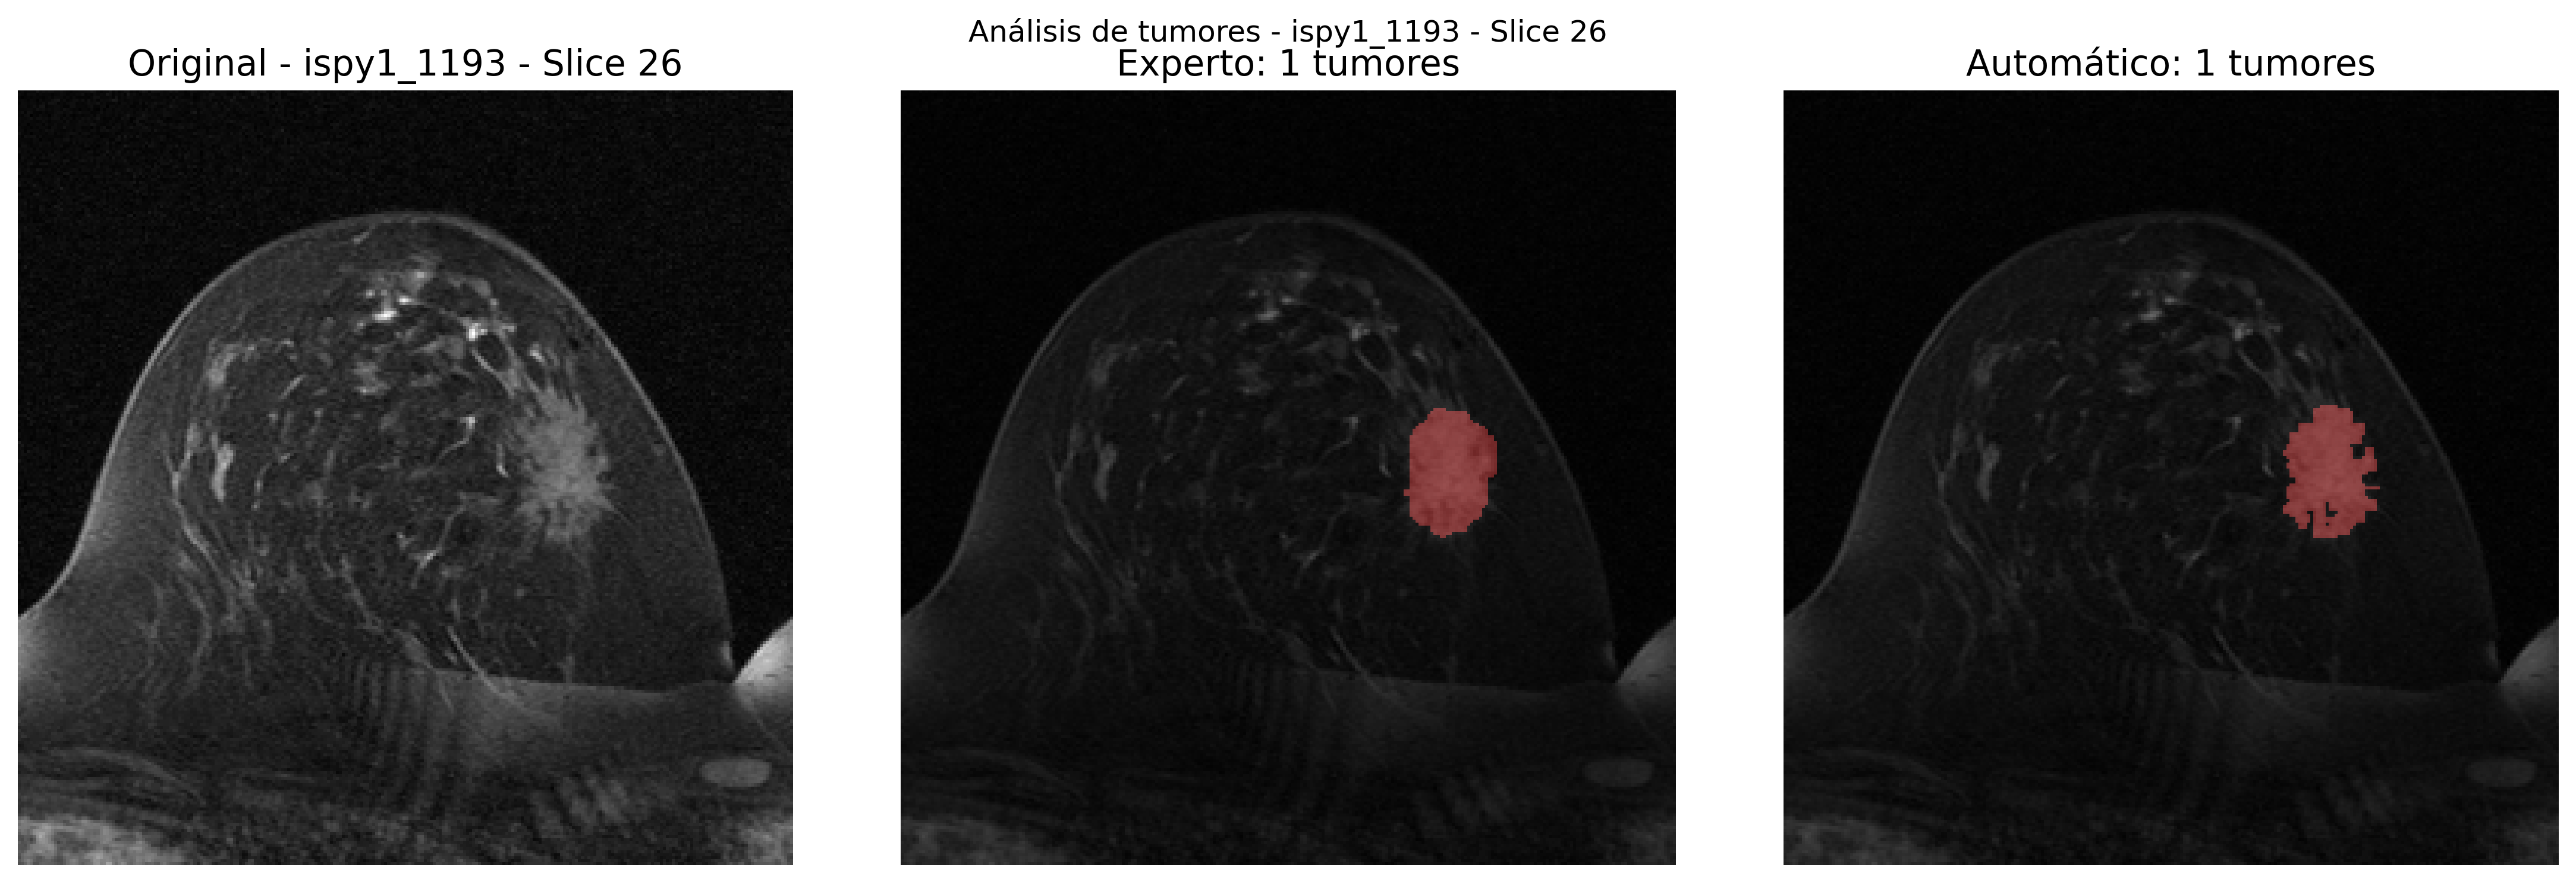 Análisis de tumores - ispy1_1193 - Slice 26
Original - ispy1_1193 - Slice 26
Experto: 1 tumores
Automático: 1 tumores